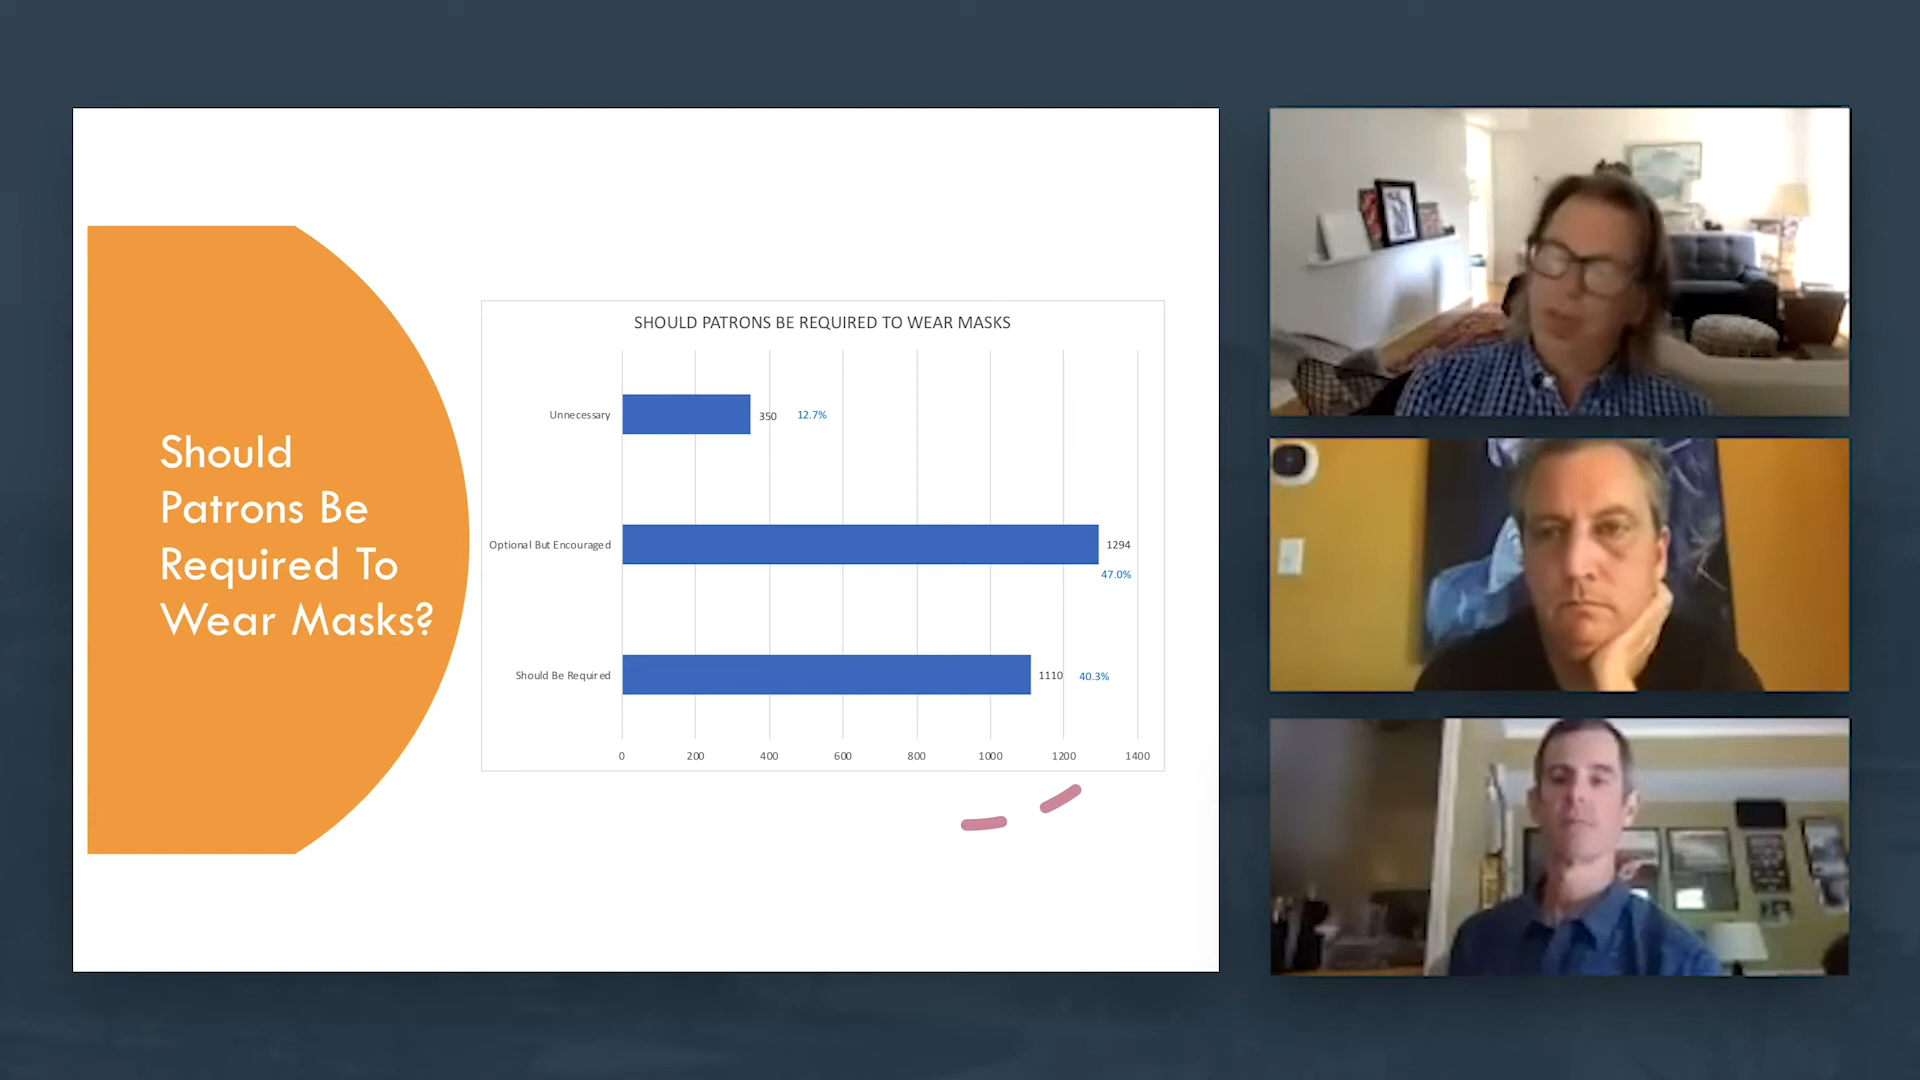 Should
Patrons Be
Required To
Wear Masks?
SHOULD PATRONS BE REQUIRED TO WEAR MASKS
Unnecessary 350 12.7%
Optional But Encouraged 1294
47.0%
Should Be Required 1110 40.3%
0 200 400 600 800 1000 1200 1400